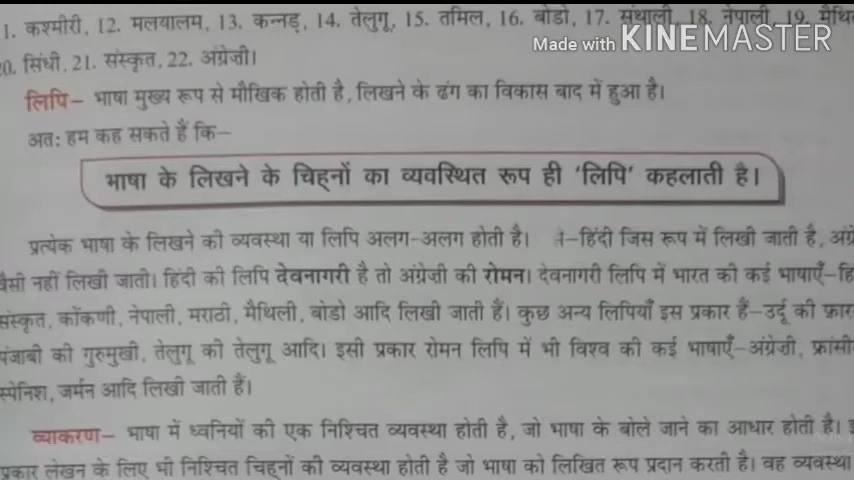 1. कश्मीरी, 12. मलयालम, 13. कन्नड़, 14. तेलुगू, 15. तमिल, 16. बोडो, 17. संथाली, 18. नेपाली, 19.
Made with KINEMASTER
20. सिंधी, 21. संस्कृत, 22. अंग्रेज़ी।
लिपि– भाषा मुख्य रूप से मौखिक होती है, लिखने के ढंग का विकास बाद में हुआ है।
अतः हम कह सकते हैं कि–
भाषा के लिखने के चिह्नों का व्यवस्थित रूप ही 'लिपि' कहलाती है।
प्रत्येक भाषा के लिखने की व्यवस्था या लिपि अलग-अलग होती है। –हिंदी जिस रूप में लिखी जाती है,
वैसी नहीं लिखी जाती। हिंदी की लिपि देवनागरी है तो अंग्रेज़ी की रोमन। देवनागरी लिपि में भारत की कई भाषाएँ–
संस्कृत, कोंकणी, नेपाली, मराठी, मैथिली, बोडो आदि लिखी जाती हैं। कुछ अन्य लिपियाँ इस प्रकार हैं–उर्दू की
पंजाबी की गुरुमुखी, तेलुगू की तेलुगू आदि। इसी प्रकार रोमन लिपि में भी विश्व की कई भाषाएँ–अंग्रेज़ी,
स्पेनिश, जर्मन आदि लिखी जाती हैं।
व्याकरण– भाषा में ध्वनियों की एक निश्चित व्यवस्था होती है, जो भाषा के बोले जाने का आधार होती है।
प्रकार लेखन के लिए भी निश्चित चिह्नों की व्यवस्था होती है जो भाषा को लिखित रूप प्रदान करती है। वह व्यवस्था